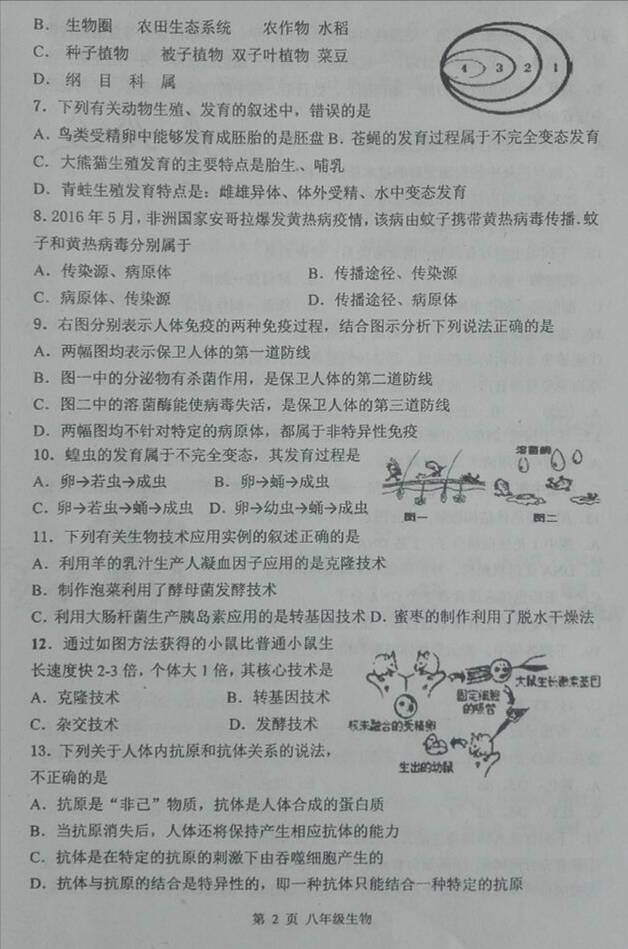 B. 生物圈 农田生态系统 农作物 水稻
C. 种子植物 被子植物 双子叶植物 菜豆
D. 纲 目 科 属
4 3 2 1
7. 下列有关动物生殖、发育的叙述中，错误的是
A. 鸟类受精卵中能够发育成胚胎的是胚盘 B. 苍蝇的发育过程属于不完全变态发育
C. 大熊猫生殖发育的主要特点是胎生、哺乳
D. 青蛙生殖发育特点是：雌雄异体、体外受精、水中变态发育
8. 2016年5月，非洲国家安哥拉爆发黄热病疫情，该病由蚊子携带黄热病毒传播.蚊
子和黄热病毒分别属于
A. 传染源、病原体 B. 传播途径、传染源
C. 病原体、传染源 D. 传播途径、病原体
9. 右图分别表示人体免疫的两种免疫过程，结合图示分析下列说法正确的是
A. 两幅图均表示保卫人体的第一道防线
B. 图一中的分泌物有杀菌作用，是保卫人体的第二道防线
C. 图二中的溶菌酶能使病毒失活，是保卫人体的第三道防线
D. 两幅图均不针对特定的病原体，都属于非特异性免疫
10. 蝗虫的发育属于不完全变态，其发育过程是
A. 卵→若虫→成虫 B. 卵→蛹→成虫
C. 卵→若虫→蛹→成虫 D. 卵→幼虫→蛹→成虫
溶菌酶
图一 图二
11. 下列有关生物技术应用实例的叙述正确的是
A. 利用羊的乳汁生产人凝血因子应用的是克隆技术
B. 制作泡菜利用了酵母菌发酵技术
C. 利用大肠杆菌生产胰岛素应用的是转基因技术 D. 蜜枣的制作利用了脱水干燥法
12. 通过如图方法获得的小鼠比普通小鼠生
长速度快2-3倍，个体大1倍，其核心技术是
A. 克隆技术 B. 转基因技术
C. 杂交技术 D. 发酵技术
大鼠生长激素基因
固定细胞
的吸管
核未融合的受精卵
生出的幼鼠
13. 下列关于人体内抗原和抗体关系的说法，
不正确的是
A. 抗原是“非己”物质，抗体是人体合成的蛋白质
B. 当抗原消失后，人体还将保持产生相应抗体的能力
C. 抗体是在特定的抗原的刺激下由吞噬细胞产生的
D. 抗体与抗原的结合是特异性的，即一种抗体只能结合一种特定的抗原
第 2 页 八年级生物